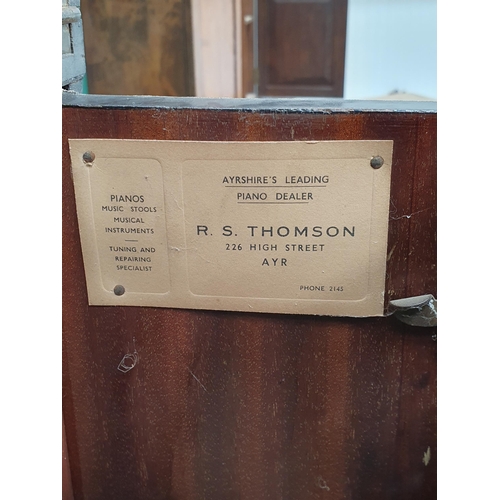 PIANOS
MUSIC STOOLS
MUSICAL
INSTRUMENTS
TUNING AND
REPAIRING
SPECIALIST
AYRSHIRE'S LEADING
PIANO DEALER
R. S. THOMSON
226 HIGH STREET
AYR
PHONE 2145